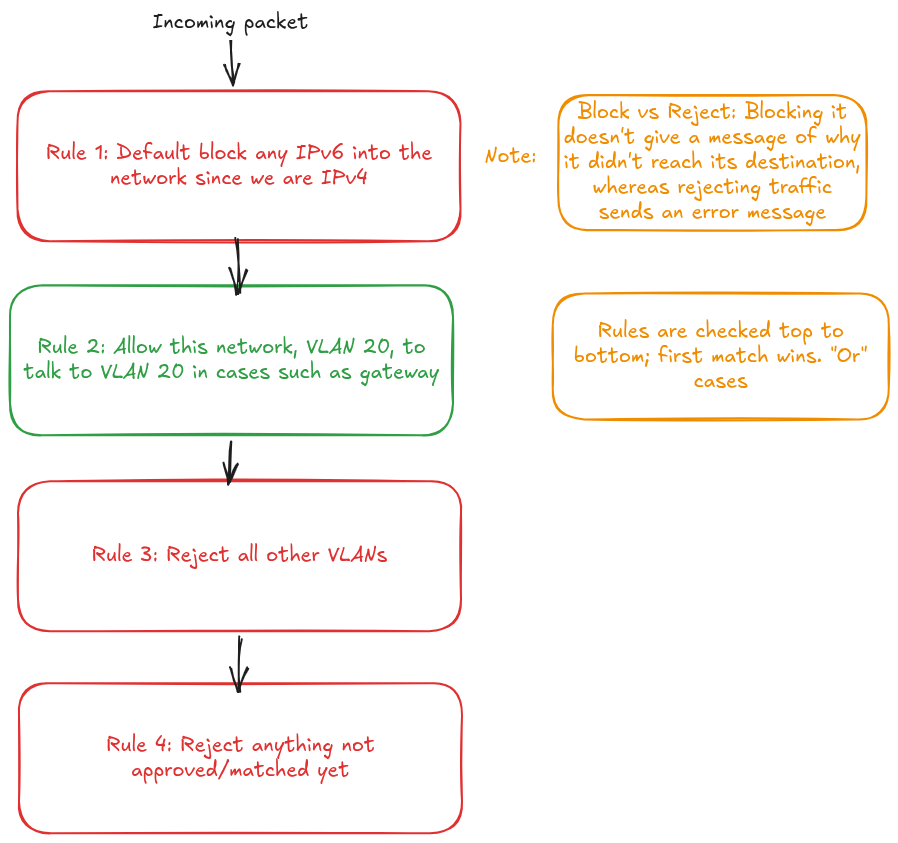 Incoming packet
Rule 1: Default block any IPv6 into the
network since we are IPv4
Note:
Block vs Reject: Blocking it
doesn't give a message of why
it didn't reach its destination,
whereas rejecting traffic
sends an error message
Rule 2: Allow this network, VLAN 20, to
talk to VLAN 20 in cases such as gateway
Rules are checked top to
bottom; first match wins. "Or"
cases
Rule 3: Reject all other VLANs
Rule 4: Reject anything not
approved/matched yet